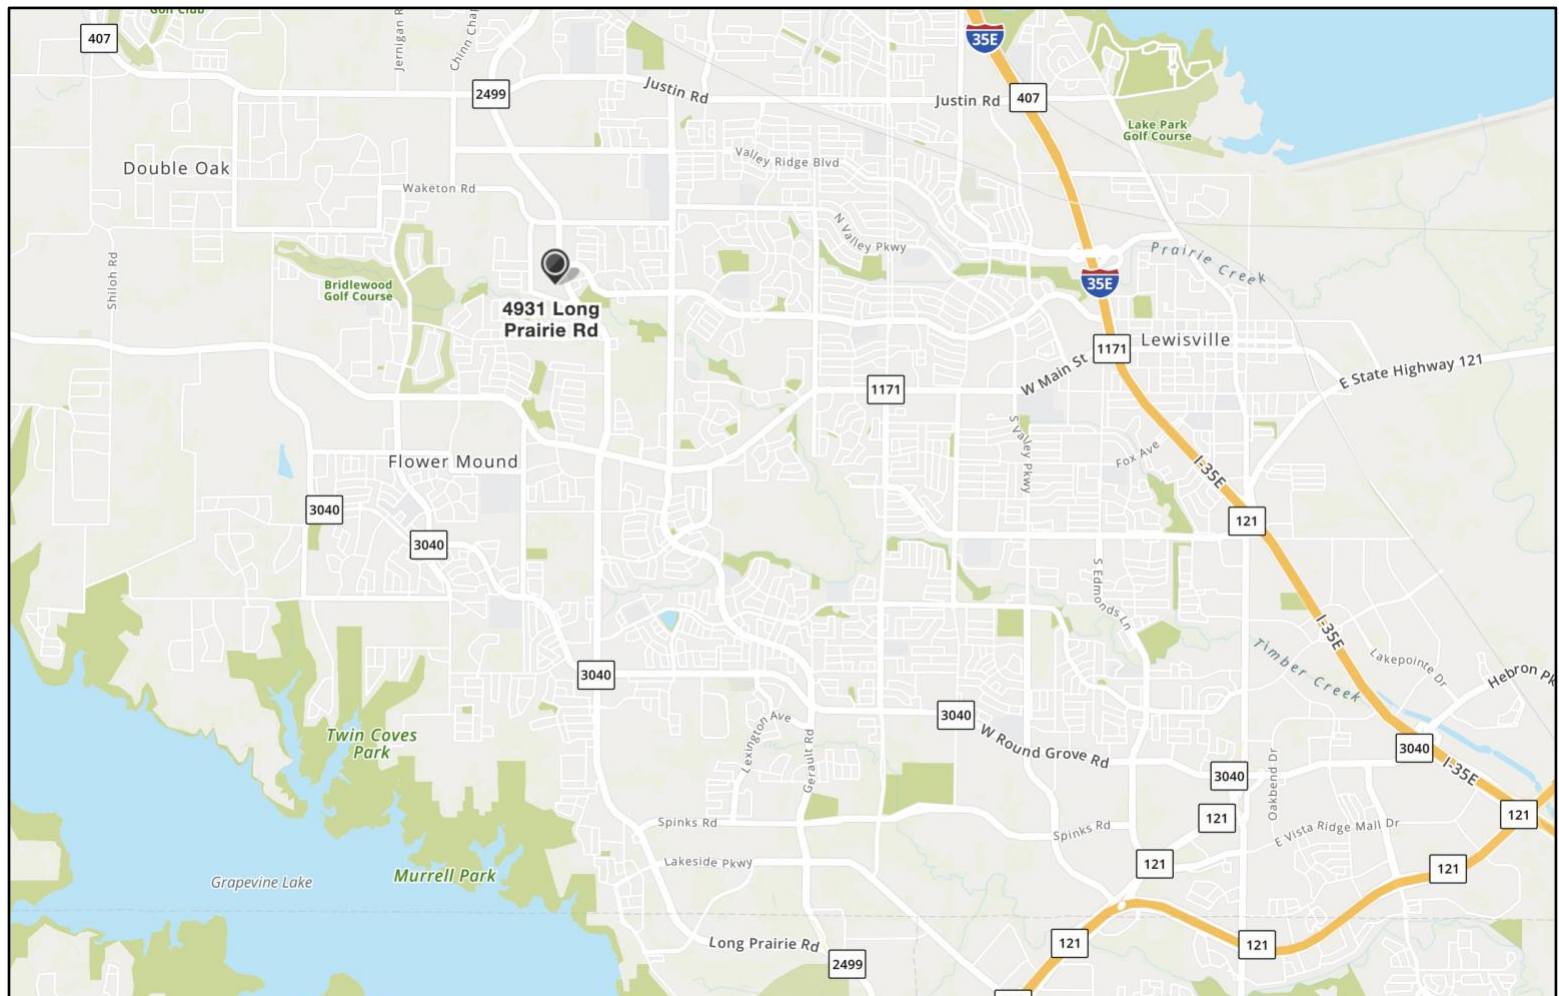 Golf Club
35E
407
Jernigan R
Chinn Chap
2499
Justin Rd
Justin Rd
407
Lake Park
Golf Course
Double Oak
Valley Ridge Blvd
Waketon Rd
N Valley Pkwy
Prairie Creek
Shiloh Rd
Bridlewood
Golf Course
35E
4931 Long
Prairie Rd
1171
Lewisville
W Main St
E State Highway 121
1171
S Valley Pkwy
Fox Ave
Flower Mound
I-35E
3040
121
3040
S Edmonds Ln
I-35E
Timber Creek
Lakepointe Dr
Hebron Pk
3040
3040
Lexington Ave
Gerault Rd
W Round Grove Rd
Twin Coves
Park
3040
3040
I-35E
Oakbend Dr
121
121
Spinks Rd
Spinks Rd
E Vista Ridge Mall Dr
Lakeside Pkwy
121
121
Murrell Park
Grapevine Lake
Long Prairie Rd
121
121
2499